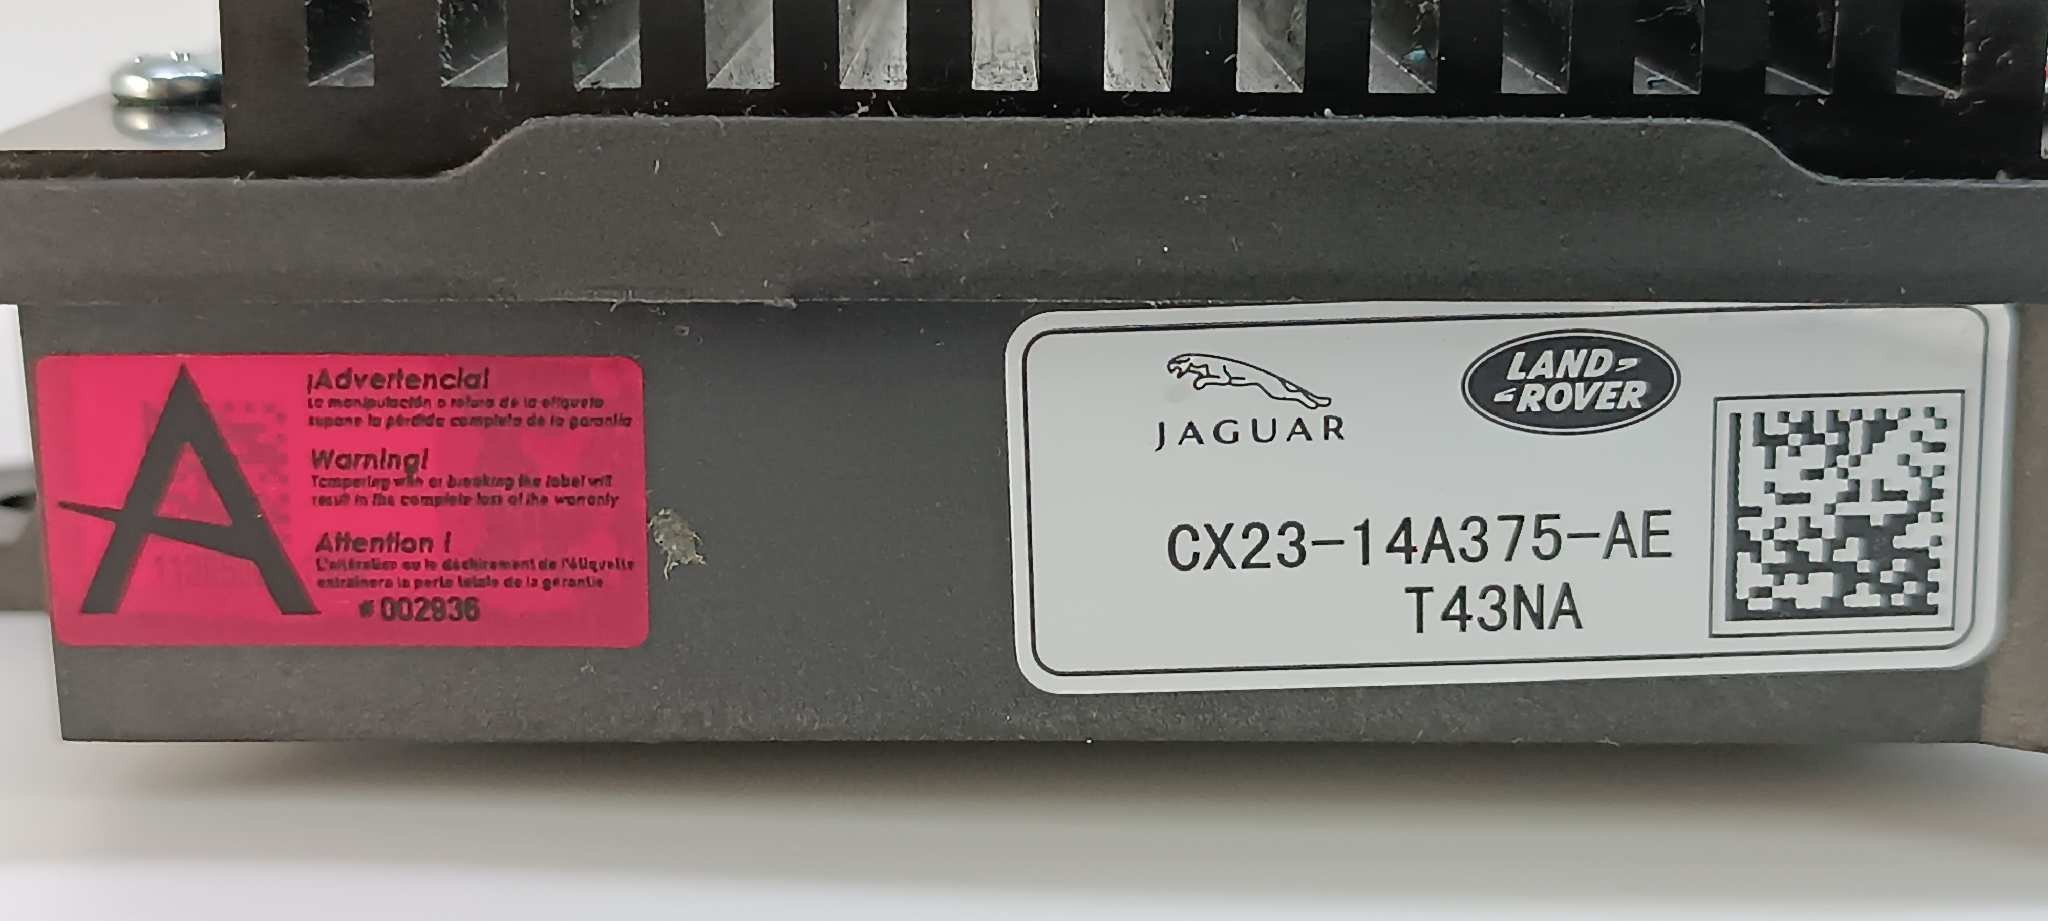 A
¡Advertencia!
La manipulación o rotura de la etiqueta
supone la pérdida completa de la garantía
Warning!
Tampering with or breaking the label will
result in the complete loss of the warranty
Attention !
L'altération ou le déchirement de l'étiquette
entraînera la perte totale de la garantie
#002936
JAGUAR
LAND-
-ROVER
CX23-14A375-AE
T43NA